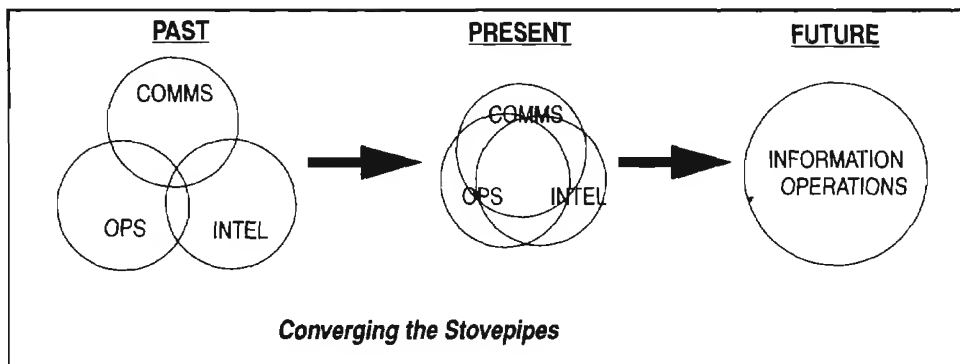 PAST
PRESENT
FUTURE
COMMS
OPS
INTEL
COMMS
OPS
INTEL
INFORMATION
OPERATIONS
Converging the Stovepipes